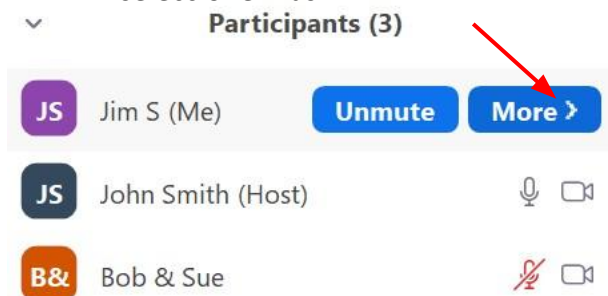 Participants (3)
JS Jim S (Me) Unmute More >
JS John Smith (Host)
B& Bob & Sue